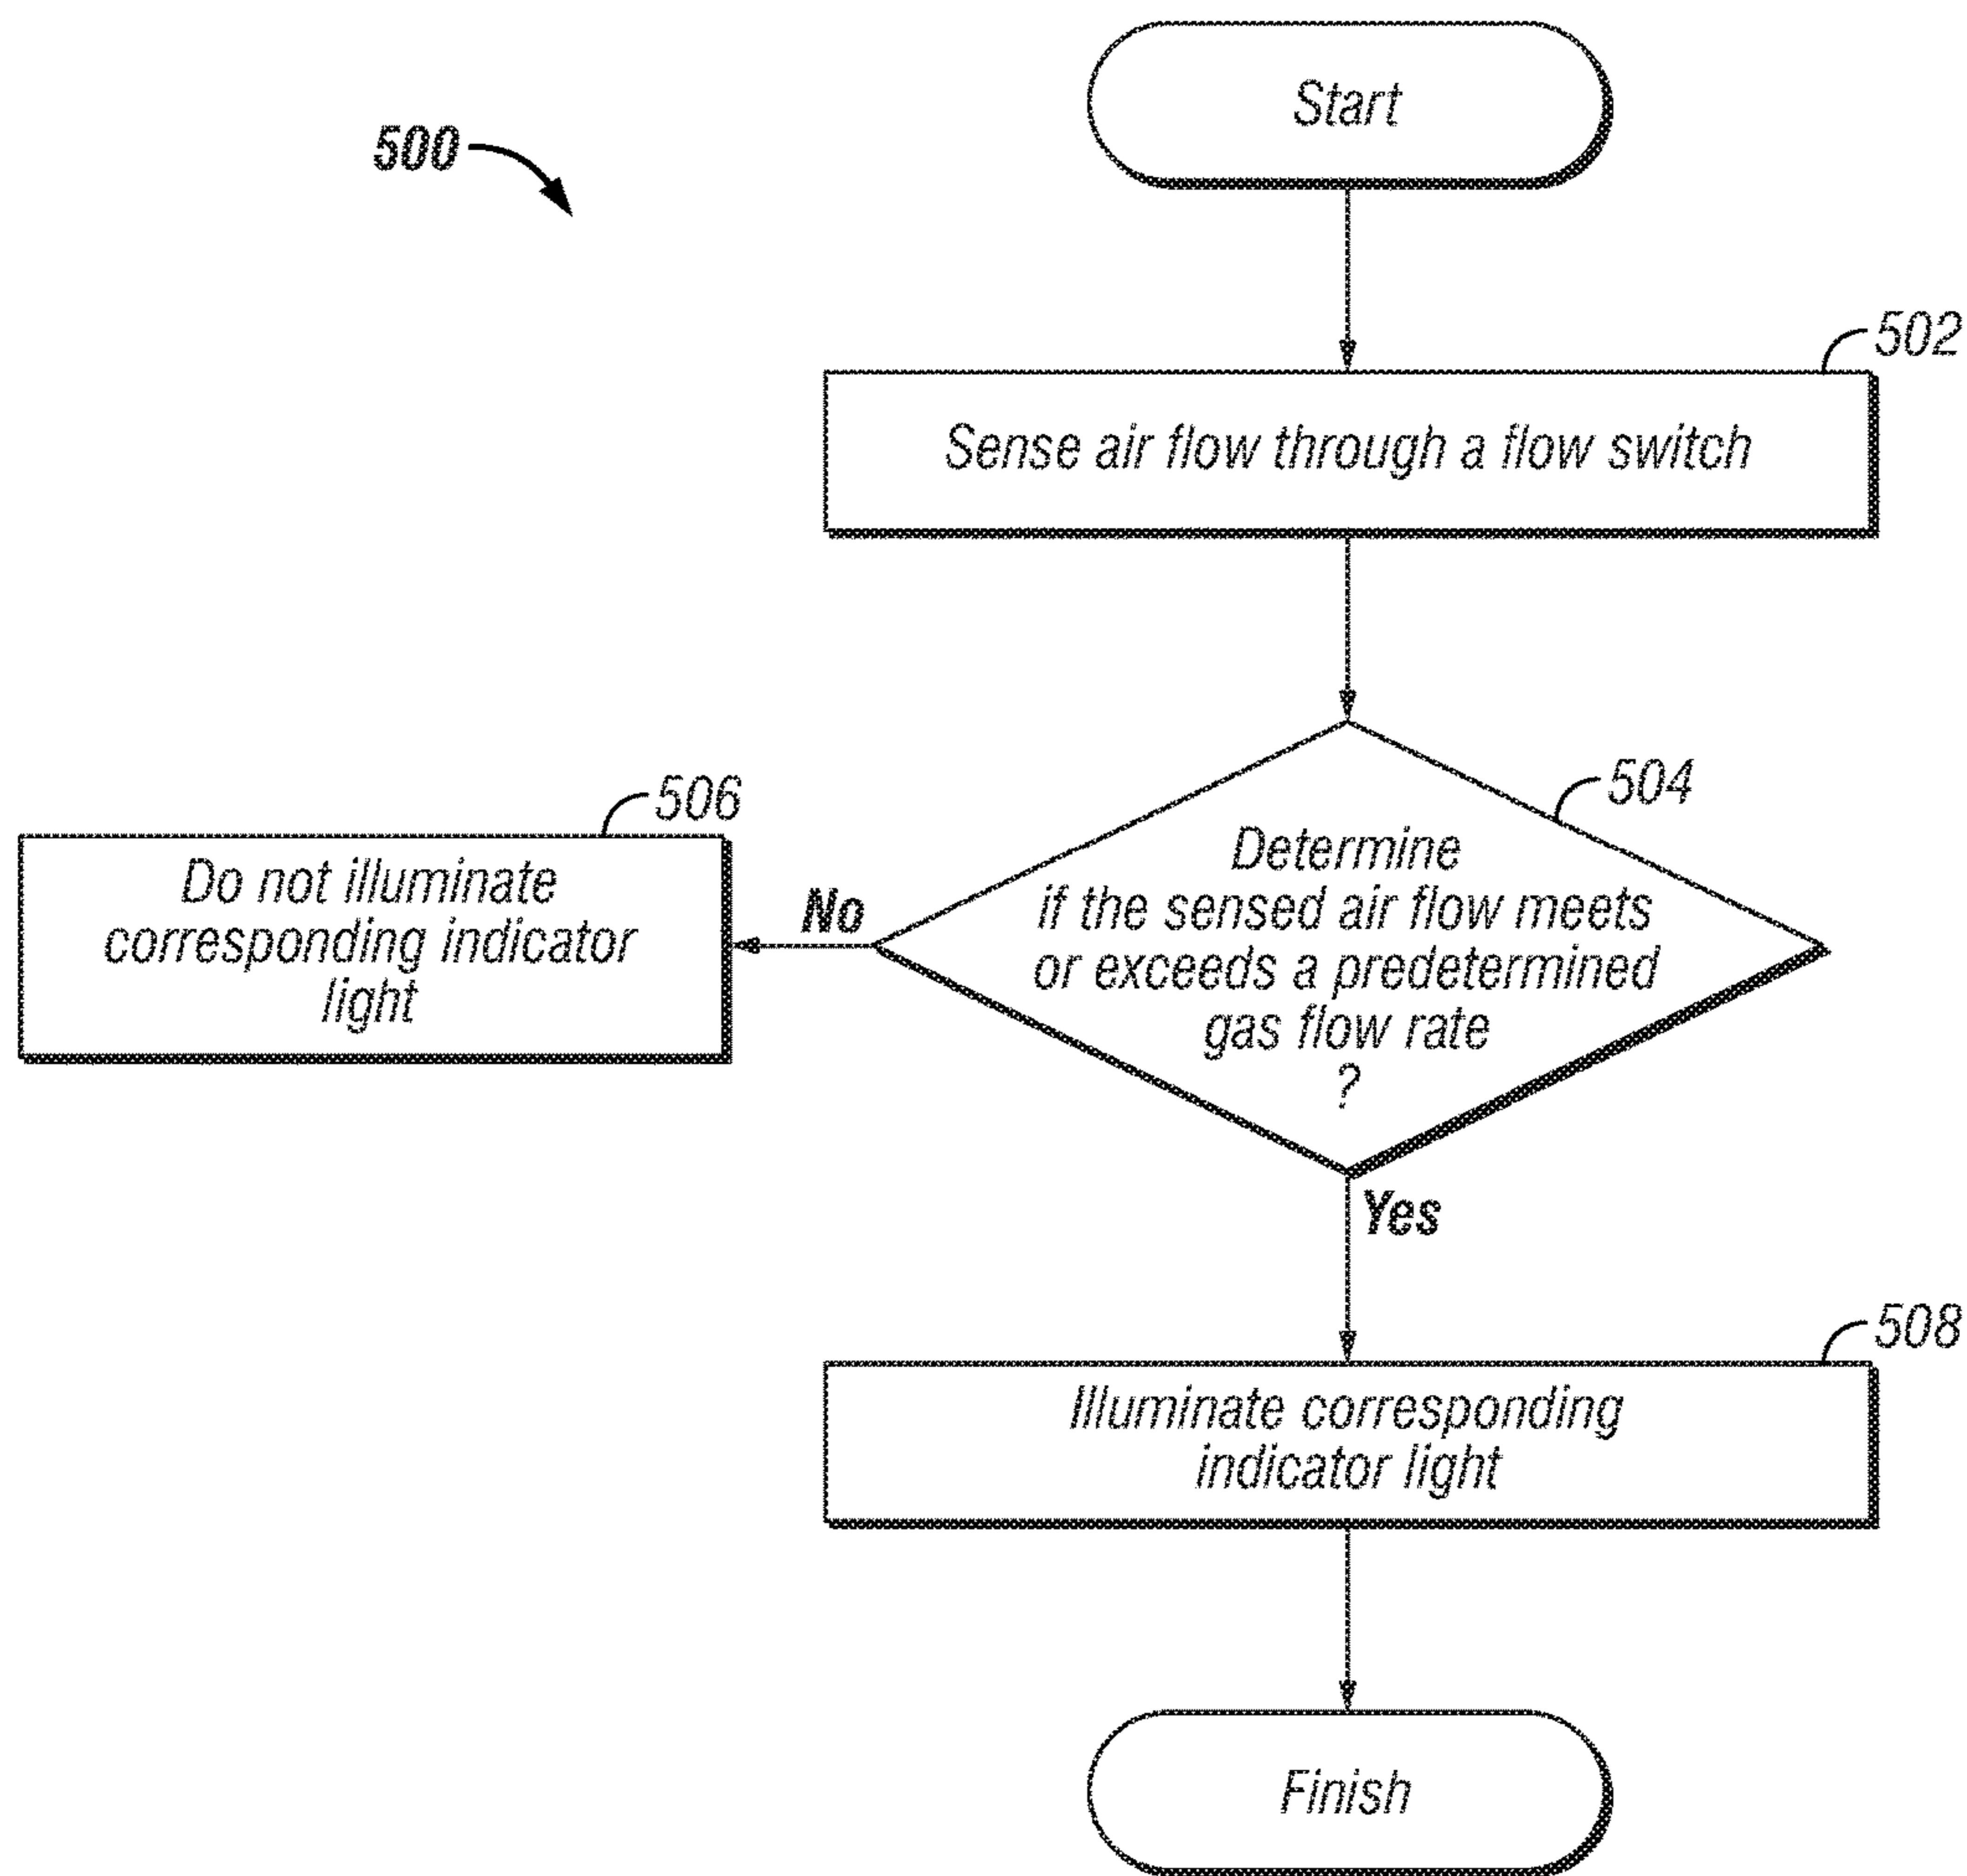 Start
500
502
Sense air flow through a flow switch
504
506
Determine
if the sensed air flow meets
or exceeds a predetermined
gas flow rate
?
Do not illuminate
corresponding indicator
light
No
Yes
508
Illuminate corresponding
indicator light
Finish